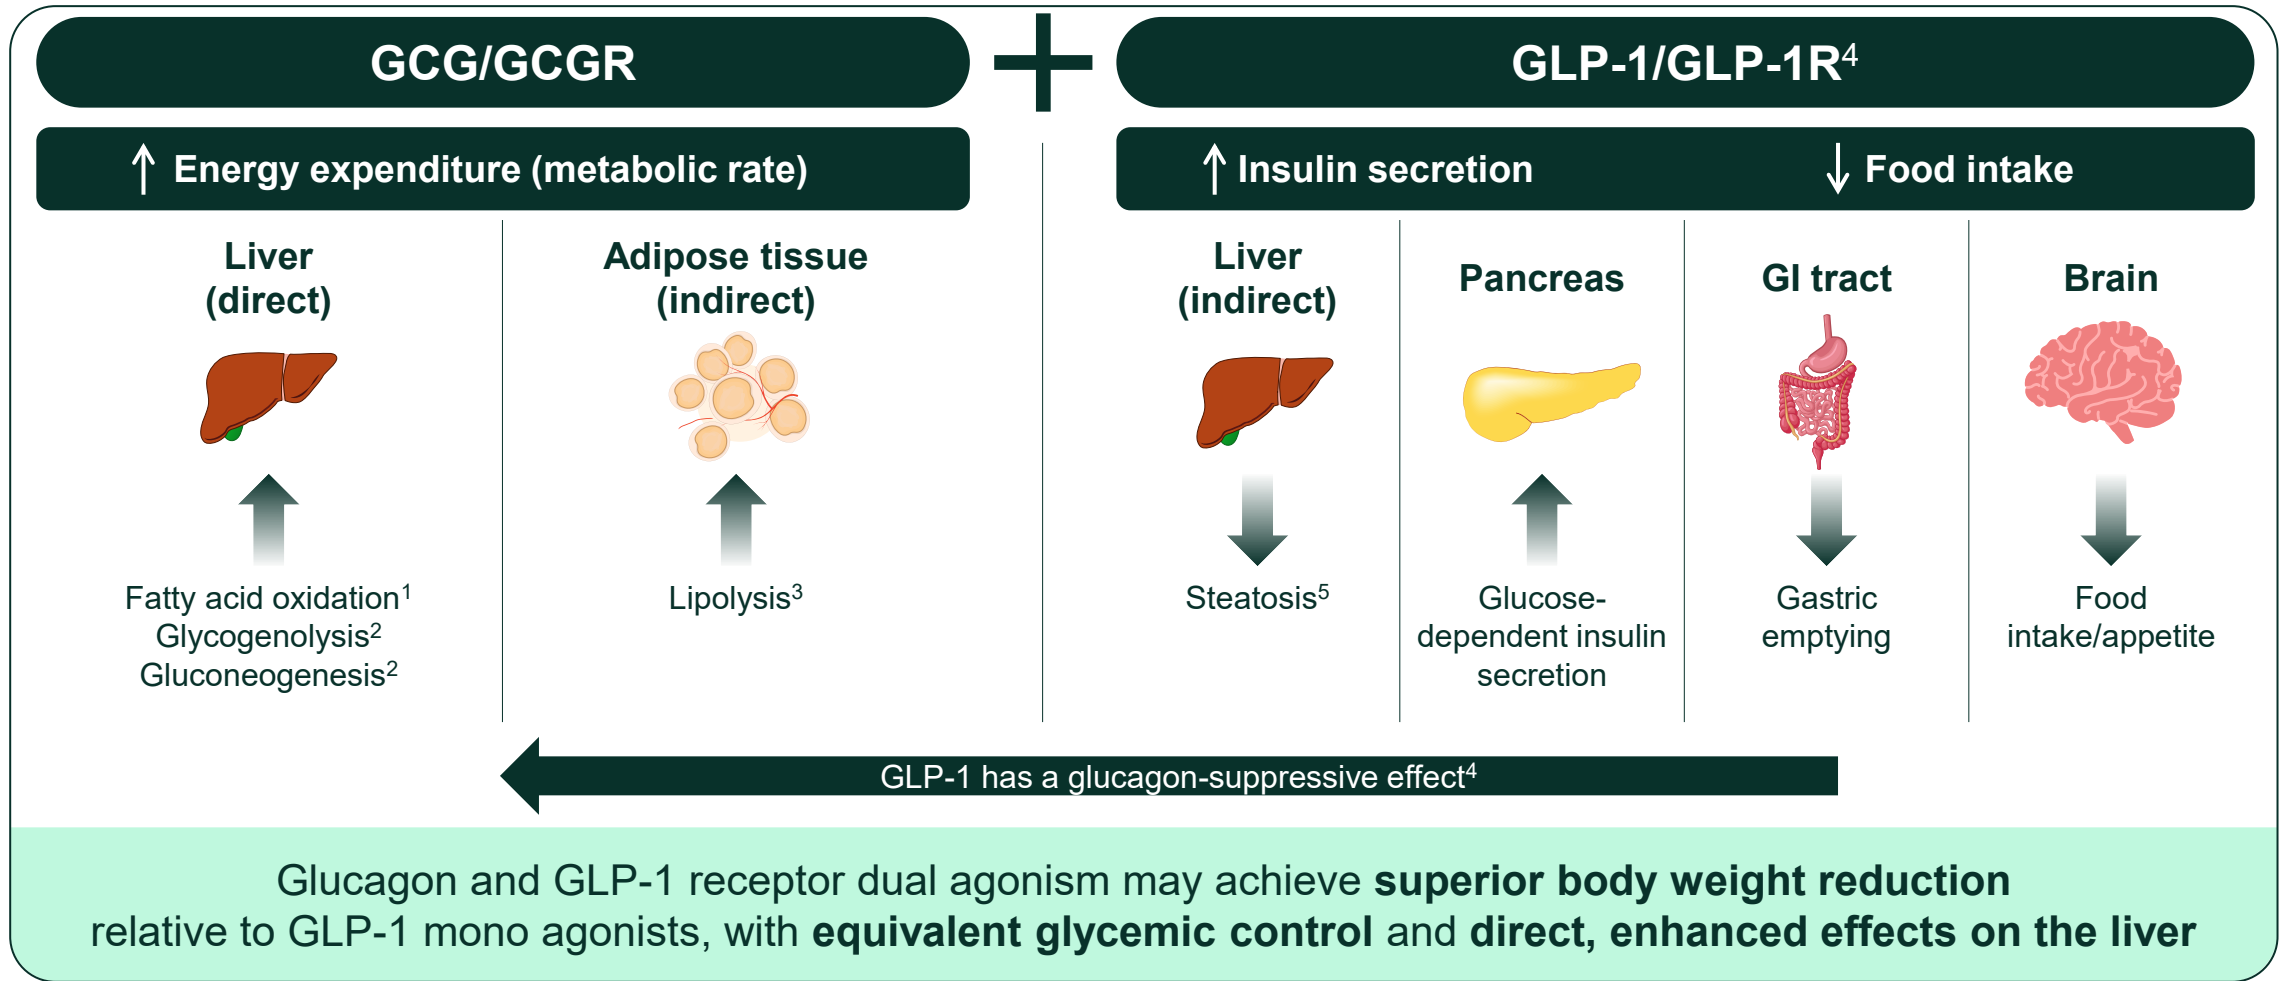 GCG/GCGR
GLP-1/GLP-1R⁴
Energy expenditure (metabolic rate)
Insulin secretion
Food intake
Liver
(direct)
Adipose tissue
(indirect)
Liver
(indirect)
Pancreas
GI tract
Brain
Fatty acid oxidation¹
Glycogenolysis²
Gluconeogenesis²
Lipolysis³
Steatosis⁵
Glucose-
dependent insulin
secretion
Gastric
emptying
Food
intake/appetite
GLP-1 has a glucagon-suppressive effect⁴
Glucagon and GLP-1 receptor dual agonism may achieve superior body weight reduction
relative to GLP-1 mono agonists, with equivalent glycemic control and direct, enhanced effects on the liver